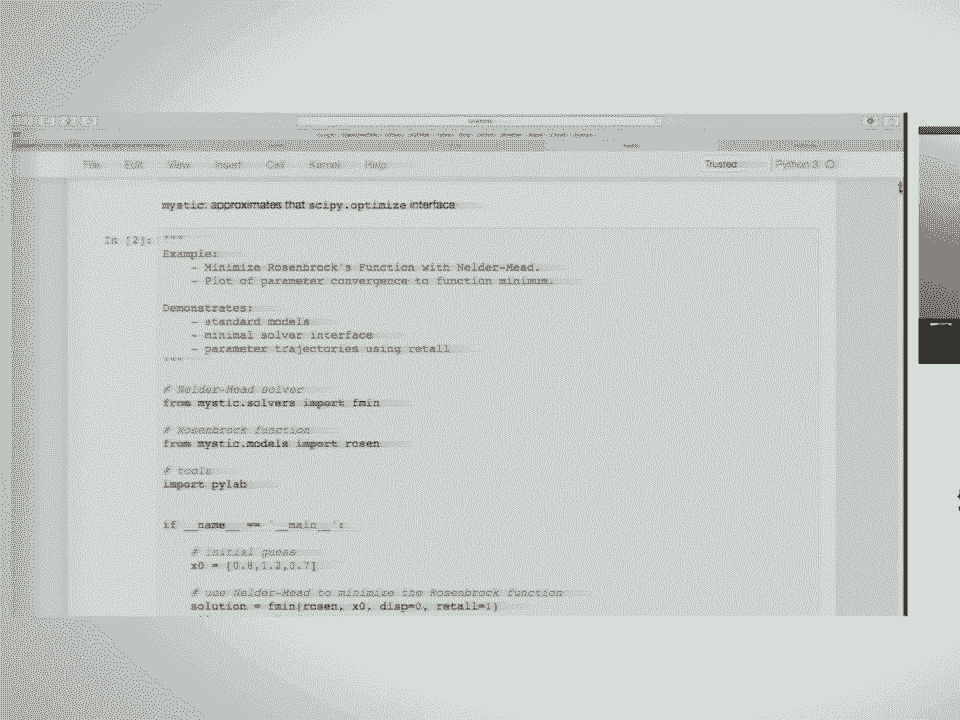 File Edit View Insert Cell Kernel Help Trusted Python 3
mystic: approximates that scipy.optimize interface
In [2]: """
Example:
- Minimize Rosenbrock's Function with Nelder-Mead.
- Plot of parameter convergence to function minimum.
Demonstrates:
- standard models
- minimal solver interface
- parameter trajectories using retall
"""
# Nelder-Mead solver
from mystic.solvers import fmin
# Rosenbrock function
from mystic.models import rosen
# tools
import pylab
if __name__ == '__main__':
# initial guess
x0 = [0.8,1.2,0.7]
# use Nelder-Mead to minimize the Rosenbrock function
solution = fmin(rosen, x0, disp=0, retall=1)